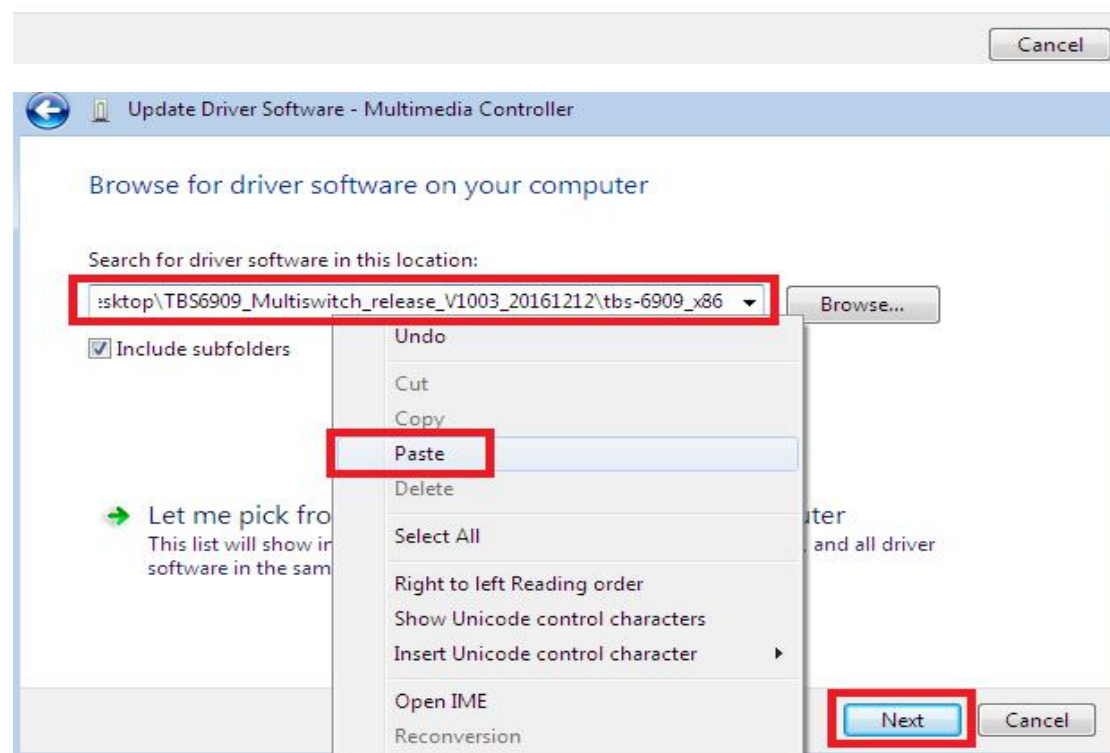 Cancel
Update Driver Software - Multimedia Controller
Browse for driver software on your computer
Search for driver software in this location:
esktop\TBS6909_Multiswitch_release_V1003_20161212\tbs-6909_x86
Browse...
Include subfolders
Undo
Cut
Copy
Paste
Delete
Select All
Right to left Reading order
Show Unicode control characters
Insert Unicode control character
Open IME
Reconversion
Let me pick fro
uter
This list will show in
, and all driver
software in the sam
Next
Cancel